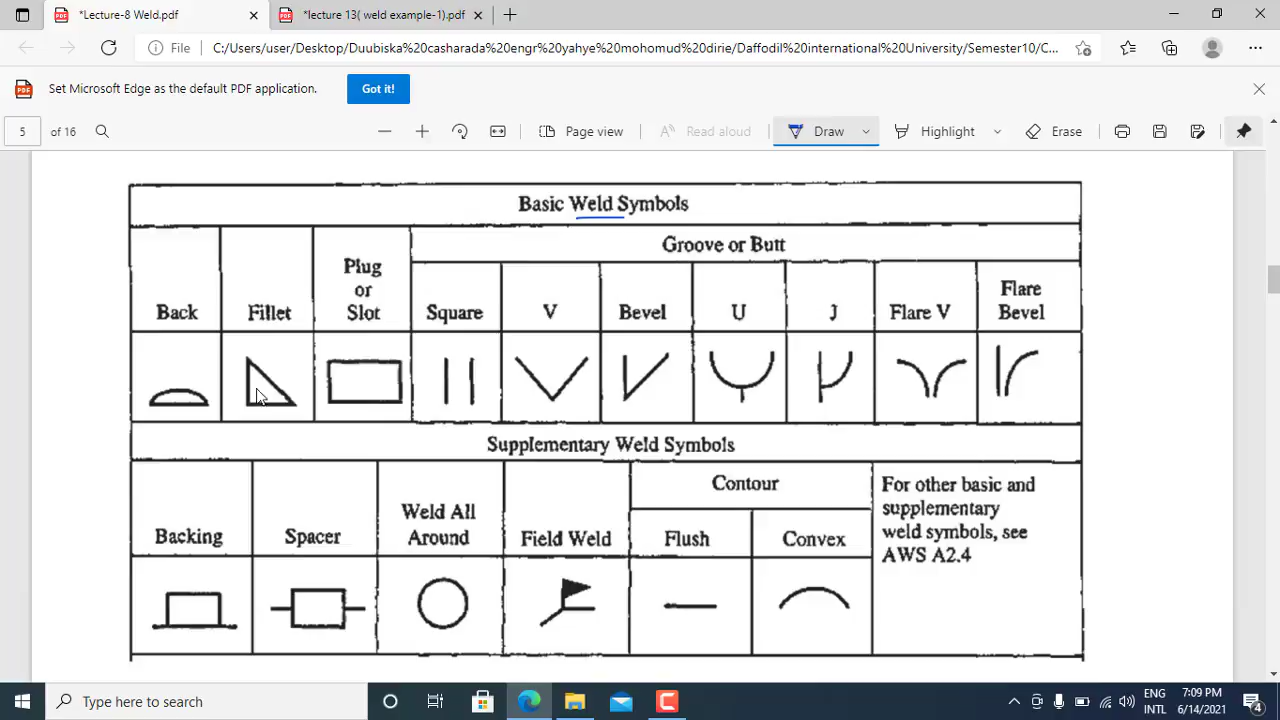 *Lecture-8 Weld.pdf
*lecture 13( weld example-1).pdf
File
C:/Users/user/Desktop/Duubiska%20casharada%20engr%20yahye%20mohomud%20dirie/Daffodil%20international%20University/Semester10/C...
Set Microsoft Edge as the default PDF application.
Got it!
5 of 16
Page view
Read aloud
Draw
Highlight
Erase
Basic Weld Symbols
Groove or Butt
Back
Fillet
Plug
or
Slot
Square
V
Bevel
U
J
Flare V
Flare
Bevel
Supplementary Weld Symbols
Backing
Spacer
Weld All
Around
Field Weld
Contour
Flush
Convex
For other basic and
supplementary
weld symbols, see
AWS A2.4
Type here to search
ENG
INTL
7:09 PM
6/14/2021
4